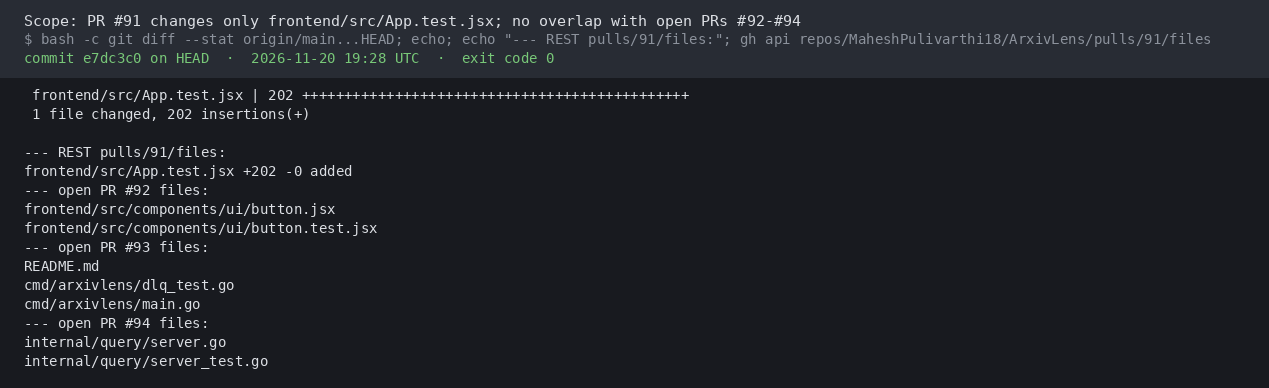 Scope: PR #91 changes only frontend/src/App.test.jsx; no overlap with open PRs #92-#94
$ bash -c git diff --stat origin/main...HEAD; echo; echo "--- REST pulls/91/files:"; gh api repos/MaheshPulivarthi18/ArxivLens/pulls/91/files
commit e7dc3c0 on HEAD · 2026-11-20 19:28 UTC · exit code 0
frontend/src/App.test.jsx | 202 ++++++++++++++++++++++++++++++++++++++++++++++
1 file changed, 202 insertions(+)
--- REST pulls/91/files:
frontend/src/App.test.jsx +202 -0 added
--- open PR #92 files:
frontend/src/components/ui/button.jsx
frontend/src/components/ui/button.test.jsx
--- open PR #93 files:
README.md
cmd/arxivlens/dlq_test.go
cmd/arxivlens/main.go
--- open PR #94 files:
internal/query/server.go
internal/query/server_test.go